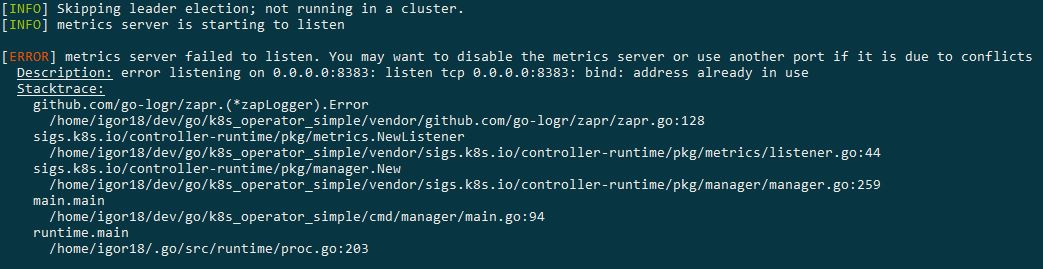 [INFO] Skipping leader election; not running in a cluster.
[INFO] metrics server is starting to listen
[ERROR] metrics server failed to listen. You may want to disable the metrics server or use another port if it is due to conflicts
Description: error listening on 0.0.0.0:8383: listen tcp 0.0.0.0:8383: bind: address already in use
Stacktrace:
github.com/go-logr/zapr.(*zapLogger).Error
/home/igor18/dev/go/k8s_operator_simple/vendor/github.com/go-logr/zapr/zapr.go:128
sigs.k8s.io/controller-runtime/pkg/metrics.NewListener
/home/igor18/dev/go/k8s_operator_simple/vendor/sigs.k8s.io/controller-runtime/pkg/metrics/listener.go:44
sigs.k8s.io/controller-runtime/pkg/manager.New
/home/igor18/dev/go/k8s_operator_simple/vendor/sigs.k8s.io/controller-runtime/pkg/manager/manager.go:259
main.main
/home/igor18/dev/go/k8s_operator_simple/cmd/manager/main.go:94
runtime.main
/home/igor18/.go/src/runtime/proc.go:203